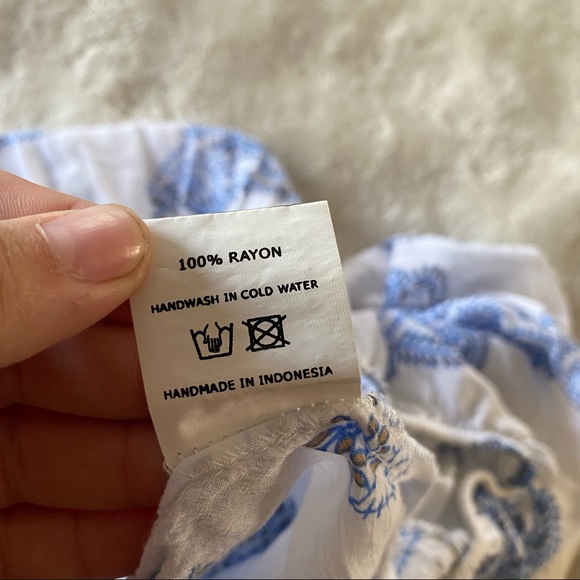 100% RAYON
HANDWASH IN COLD WATER
HANDMADE IN INDONESIA